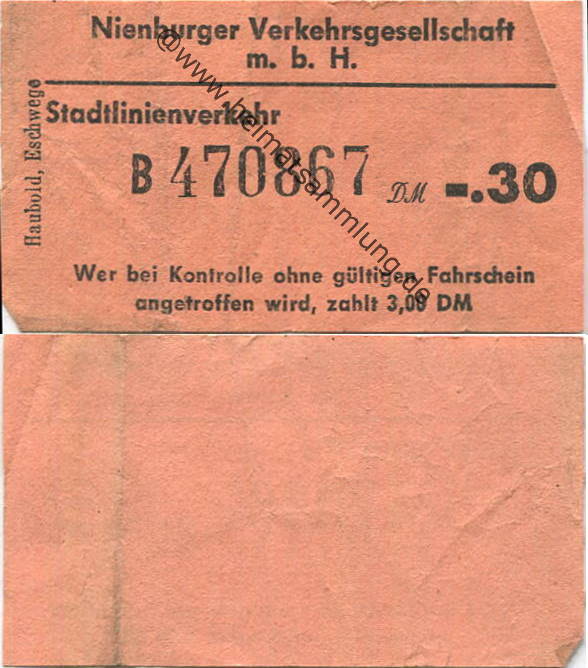 Nienburger Verkehrsgesellschaft
m. b. H.
Stadtlinienverkehr
B 470867 DM -.30
Wer bei Kontrolle ohne gültigen Fahrschein
angetroffen wird, zahlt 3,00 DM
Haubold, Eschwege
@www.heimatsammlung.de